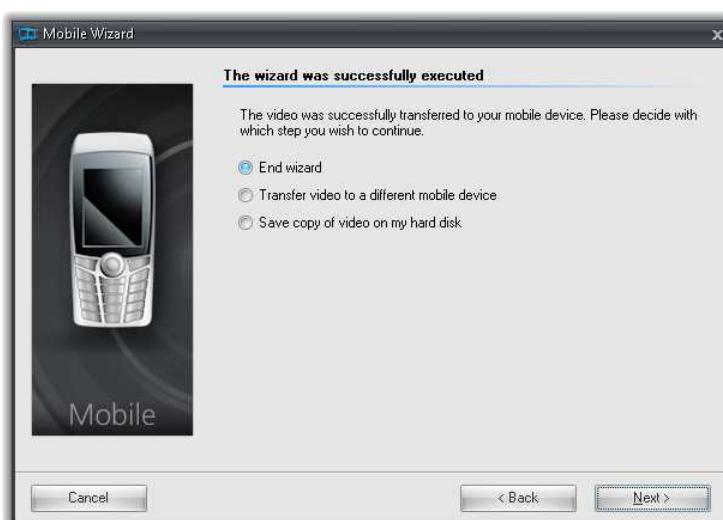 Mobile Wizard
x
The wizard was successfully executed
The video was successfully transferred to your mobile device. Please decide with
which step you wish to continue.
End wizard
Transfer video to a different mobile device
Save copy of video on my hard disk
Mobile
Cancel
< Back
Next >